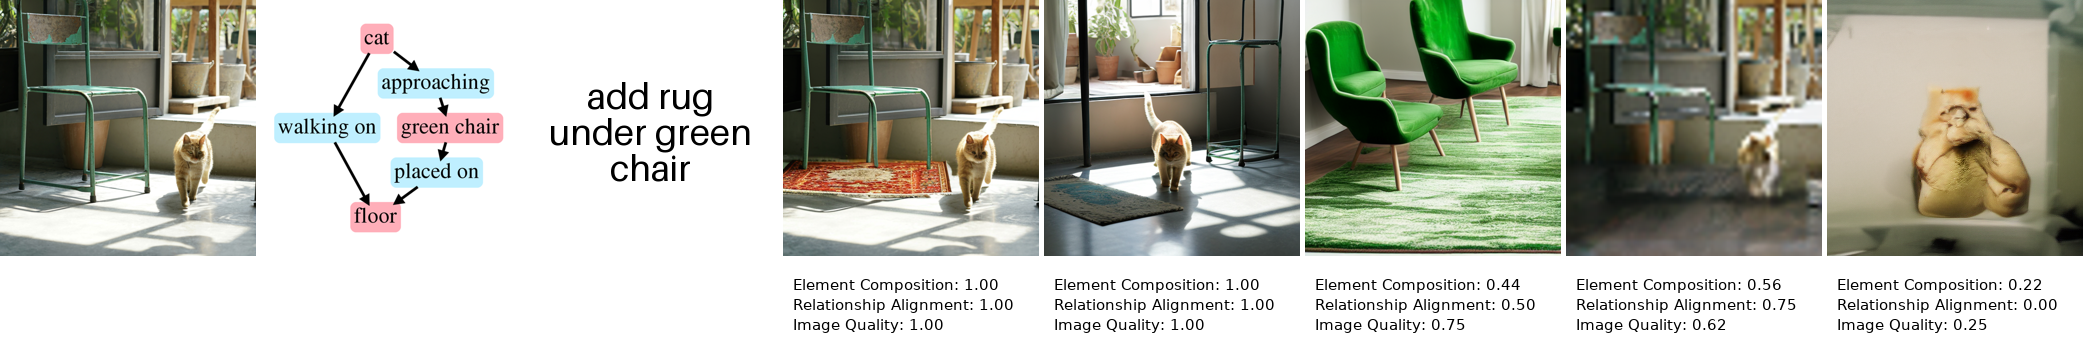 cat
approaching
walking on
green chair
placed on
floor
add rug
under green
chair
Element Composition: 1.00
Relationship Alignment: 1.00
Image Quality: 1.00
Element Composition: 1.00
Relationship Alignment: 1.00
Image Quality: 1.00
Element Composition: 0.44
Relationship Alignment: 0.50
Image Quality: 0.75
Element Composition: 0.56
Relationship Alignment: 0.75
Image Quality: 0.62
Element Composition: 0.22
Relationship Alignment: 0.00
Image Quality: 0.25